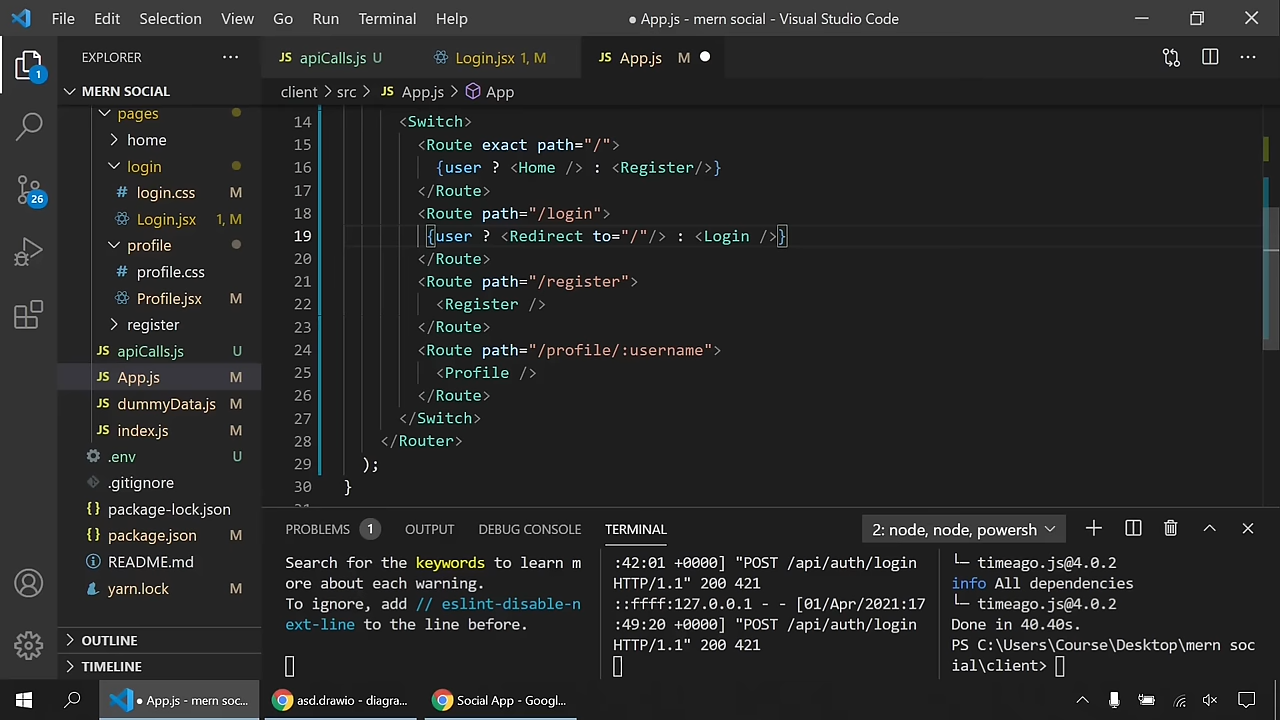 File Edit Selection View Go Run Terminal Help ● App.js - mern social - Visual Studio Code
EXPLORER ···
JS apiCalls.js U Login.jsx 1, M JS App.js M ●
1
MERN SOCIAL
client > src > JS App.js > App
pages
home
login
# login.css M
Login.jsx 1, M
profile
# profile.css
Profile.jsx M
register
JS apiCalls.js U
JS App.js M
JS dummyData.js M
JS index.js M
.env U
.gitignore
{} package-lock.json
{} package.json M
README.md
yarn.lock M
OUTLINE
TIMELINE
26
14 <Switch>
15 <Route exact path="/">
16 {user ? <Home /> : <Register/>}
17 </Route>
18 <Route path="/login">
19 {user ? <Redirect to="/"/> : <Login />}
20 </Route>
21 <Route path="/register">
22 <Register />
23 </Route>
24 <Route path="/profile/:username">
25 <Profile />
26 </Route>
27 </Switch>
28 </Router>
29 );
30 }
PROBLEMS 1 OUTPUT DEBUG CONSOLE TERMINAL 2: node, node, powersh
Search for the keywords to learn m
ore about each warning.
To ignore, add // eslint-disable-n
ext-line to the line before.
:42:01 +0000] "POST /api/auth/login
HTTP/1.1" 200 421
::ffff:127.0.0.1 - - [01/Apr/2021:17
:49:20 +0000] "POST /api/auth/login
HTTP/1.1" 200 421
└─ timeago.js@4.0.2
info All dependencies
└─ timeago.js@4.0.2
Done in 40.40s.
PS C:\Users\Course\Desktop\mern soc
ial\client>
● App.js - mern soc... asd.drawio - diagra... Social App - Googl...